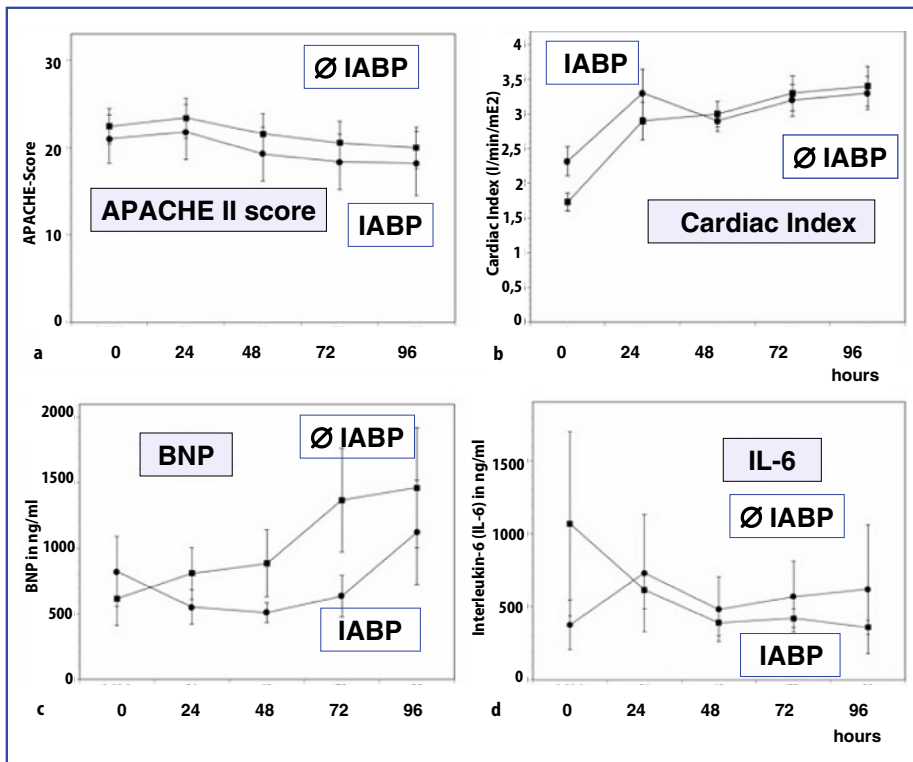 30
20
10
0
APACHE-Score
Ø IABP
APACHE II score
IABP
a
0 24 48 72 96
4
3,5
3
2,5
2
1,5
1
0,5
0
Cardiac Index (l/min/mE2)
IABP
Ø IABP
Cardiac Index
b
0 24 48 72 96
hours
2000
1500
1000
500
0
BNP in ng/ml
BNP
Ø IABP
IABP
c
0 24 48 72 96
1500
1000
500
0
Interleukin-6 (IL-6) in ng/ml
IL-6
Ø IABP
IABP
d
0 24 48 72 96
hours